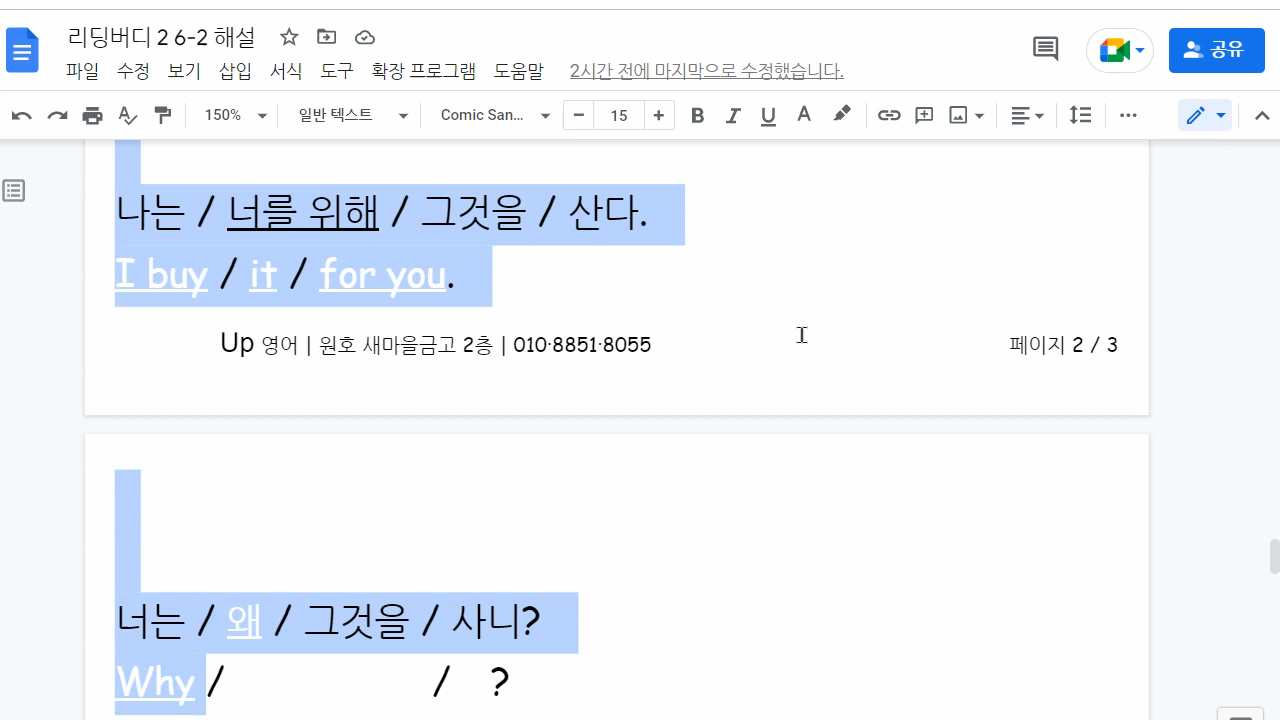 리딩버디 2 6-2 해설
파일 수정 보기 삽입 서식 도구 확장 프로그램 도움말 2시간 전에 마지막으로 수정했습니다.
공유
150% 일반 텍스트 Comic San... 15 B I U A
나는 / 너를 위해 / 그것을 / 산다.
I buy / it / for you.
Up 영어 | 원호 새마을금고 2층 | 010·8851·8055 페이지 2 / 3
너는 / 왜 / 그것을 / 사니?
Why / / ?